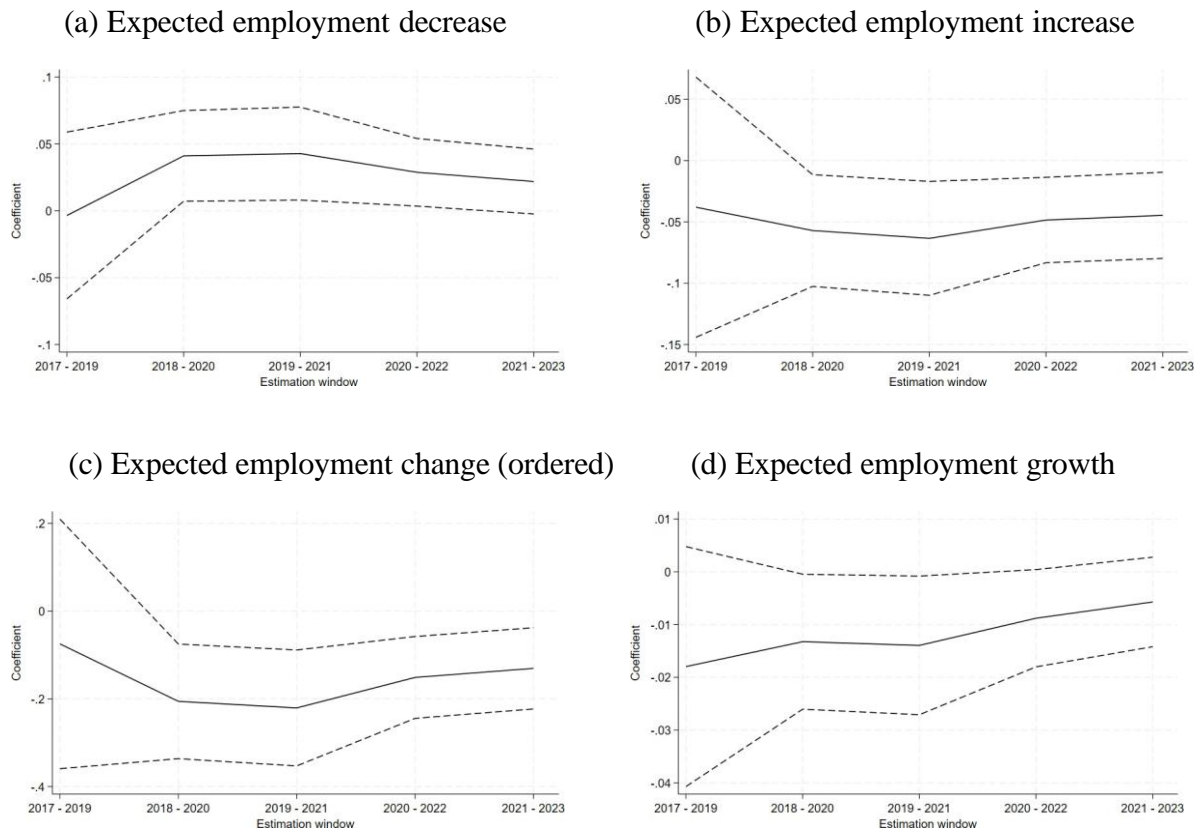 (a) Expected employment decrease
.1
.05
0
-.05
-.1
Coefficient
2017 - 2019 2018 - 2020 2019 - 2021 2020 - 2022 2021 - 2023
Estimation window
(b) Expected employment increase
.05
0
-.05
-.1
-.15
Coefficient
2017 - 2019 2018 - 2020 2019 - 2021 2020 - 2022 2021 - 2023
Estimation window
(c) Expected employment change (ordered)
.2
0
-.2
-.4
Coefficient
2017 - 2019 2018 - 2020 2019 - 2021 2020 - 2022 2021 - 2023
Estimation window
(d) Expected employment growth
.01
0
-.01
-.02
-.03
-.04
Coefficient
2017 - 2019 2018 - 2020 2019 - 2021 2020 - 2022 2021 - 2023
Estimation window